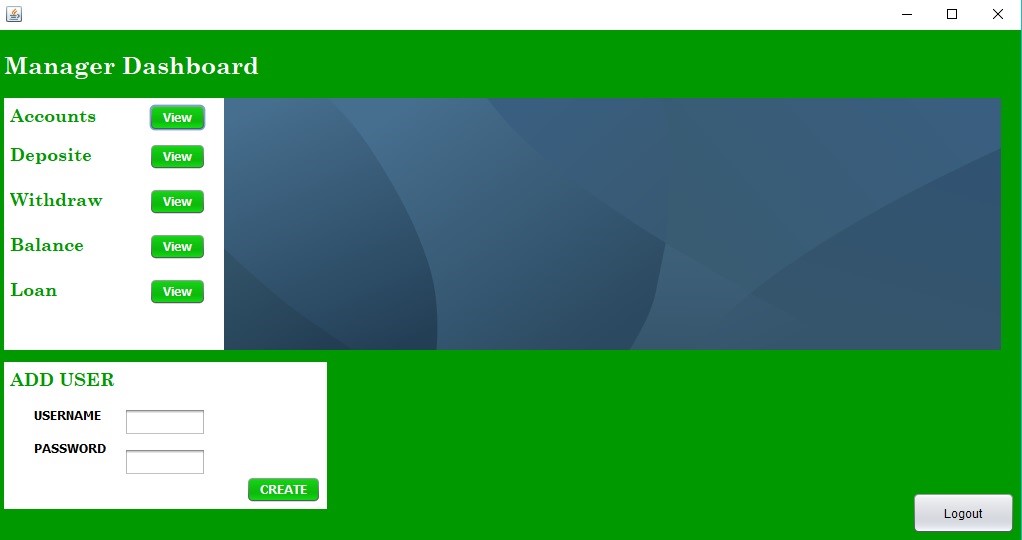 Manager Dashboard
Accounts View
Deposite View
Withdraw View
Balance View
Loan View
ADD USER
USERNAME
PASSWORD
CREATE
Logout